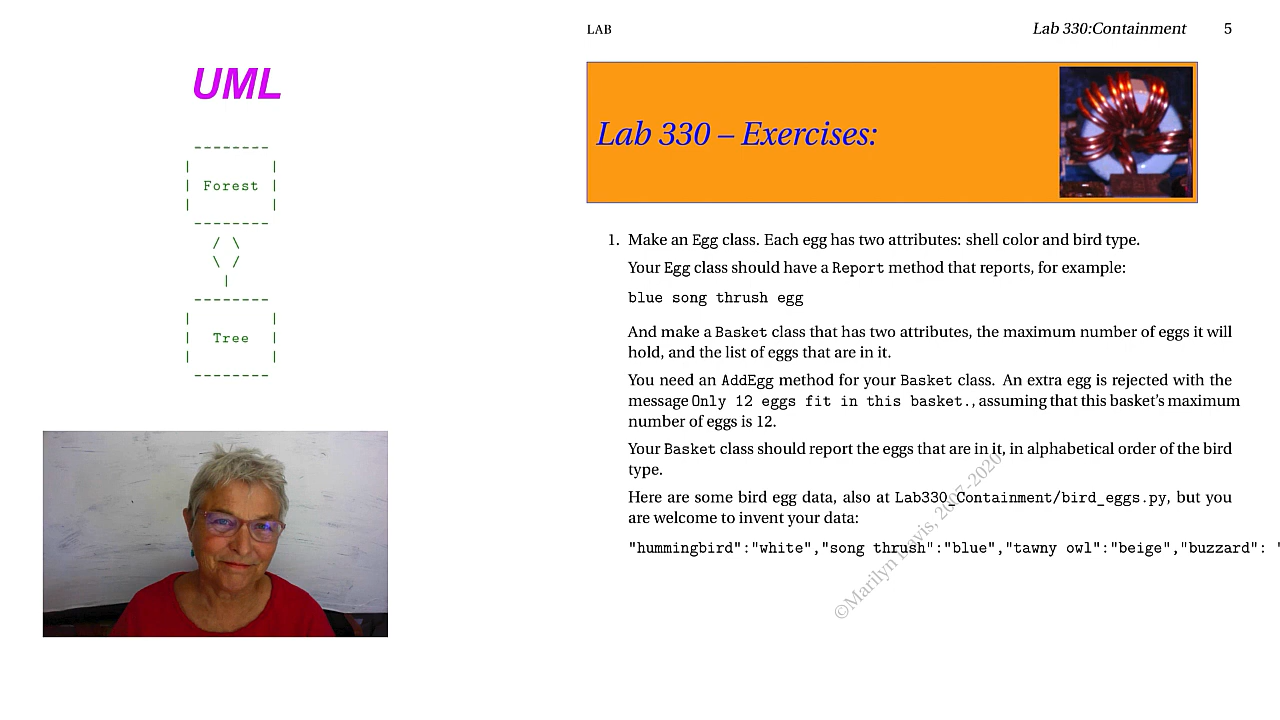 LAB Lab 330:Containment 5
UML
--------
| |
| Forest |
| |
--------
/ \
\ /
|
--------
| |
| Tree |
| |
--------
Lab 330 – Exercises:
1. Make an Egg class. Each egg has two attributes: shell color and bird type.
Your Egg class should have a Report method that reports, for example:
blue song thrush egg
And make a Basket class that has two attributes, the maximum number of eggs it will
hold, and the list of eggs that are in it.
You need an AddEgg method for your Basket class. An extra egg is rejected with the
message Only 12 eggs fit in this basket., assuming that this basket's maximum
number of eggs is 12.
Your Basket class should report the eggs that are in it, in alphabetical order of the bird
type.
Here are some bird egg data, also at Lab330_Containment/bird_eggs.py, but you
are welcome to invent your data:
"hummingbird":"white","song thrush":"blue","tawny owl":"beige","buzzard": "
©Marilyn Davis, 2007-2020